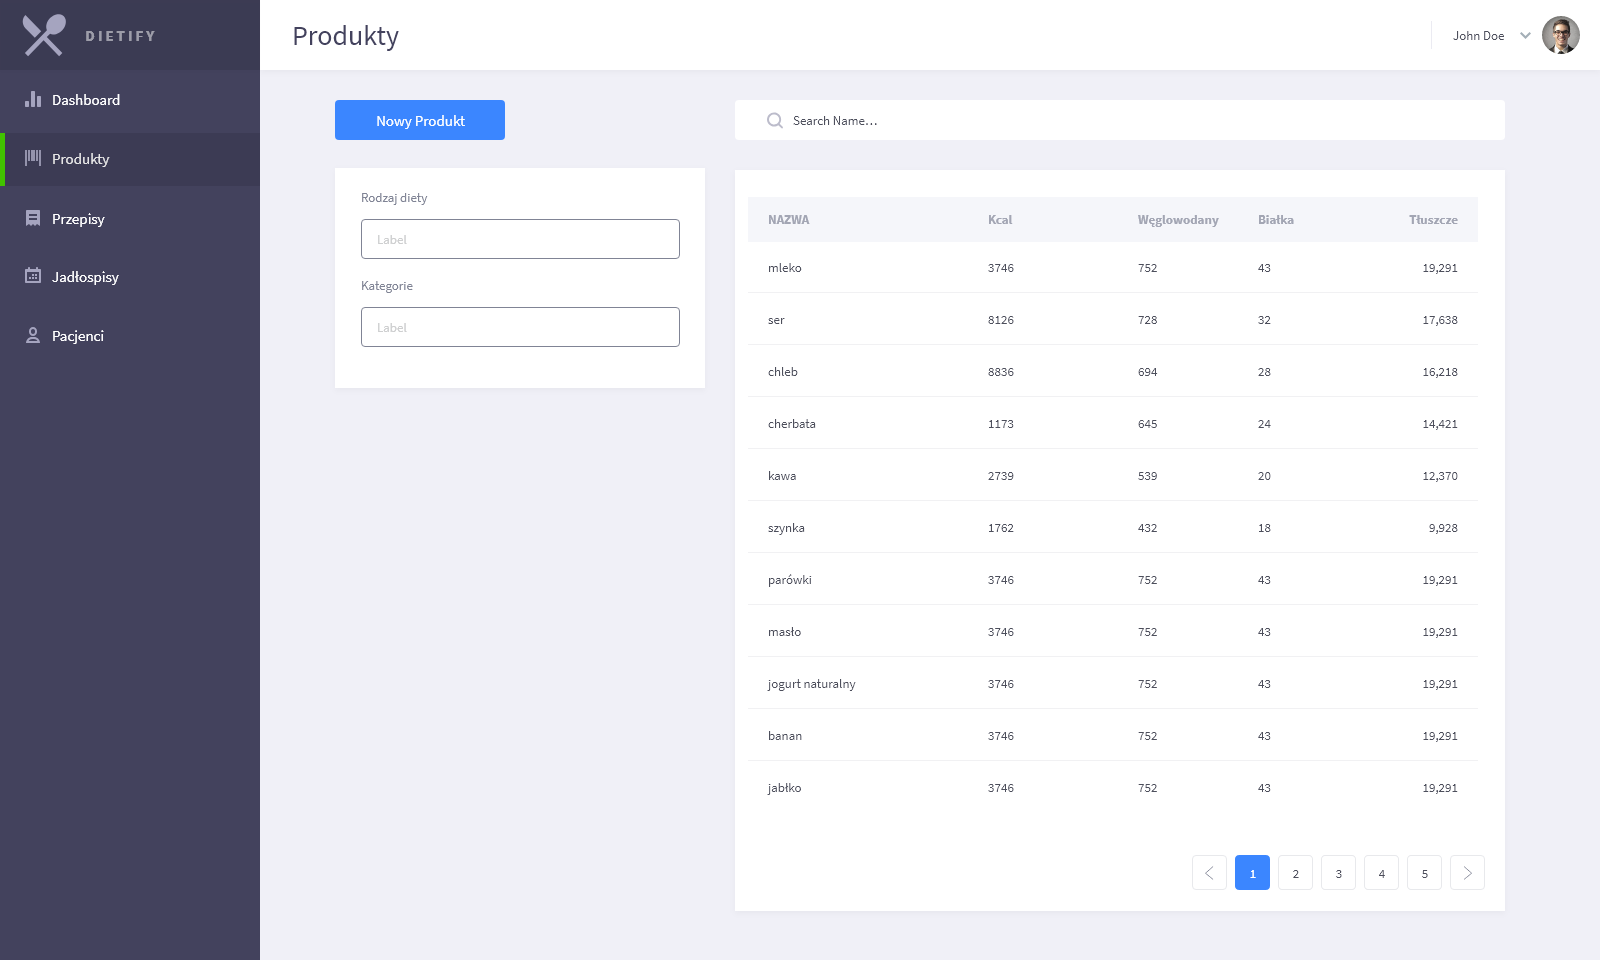 DIETIFY
Produkty
John Doe
Dashboard
Produkty
Przepisy
Jadłospisy
Pacjenci
Nowy Produkt
Search Name...
Rodzaj diety
Label
Kategorie
Label
NAZWA Kcal Węglowodany Białka Tłuszcze
mleko 3746 752 43 19,291
ser 8126 728 32 17,638
chleb 8836 694 28 16,218
cherbata 1173 645 24 14,421
kawa 2739 539 20 12,370
szynka 1762 432 18 9,928
parówki 3746 752 43 19,291
masło 3746 752 43 19,291
jogurt naturalny 3746 752 43 19,291
banan 3746 752 43 19,291
jabłko 3746 752 43 19,291
1 2 3 4 5